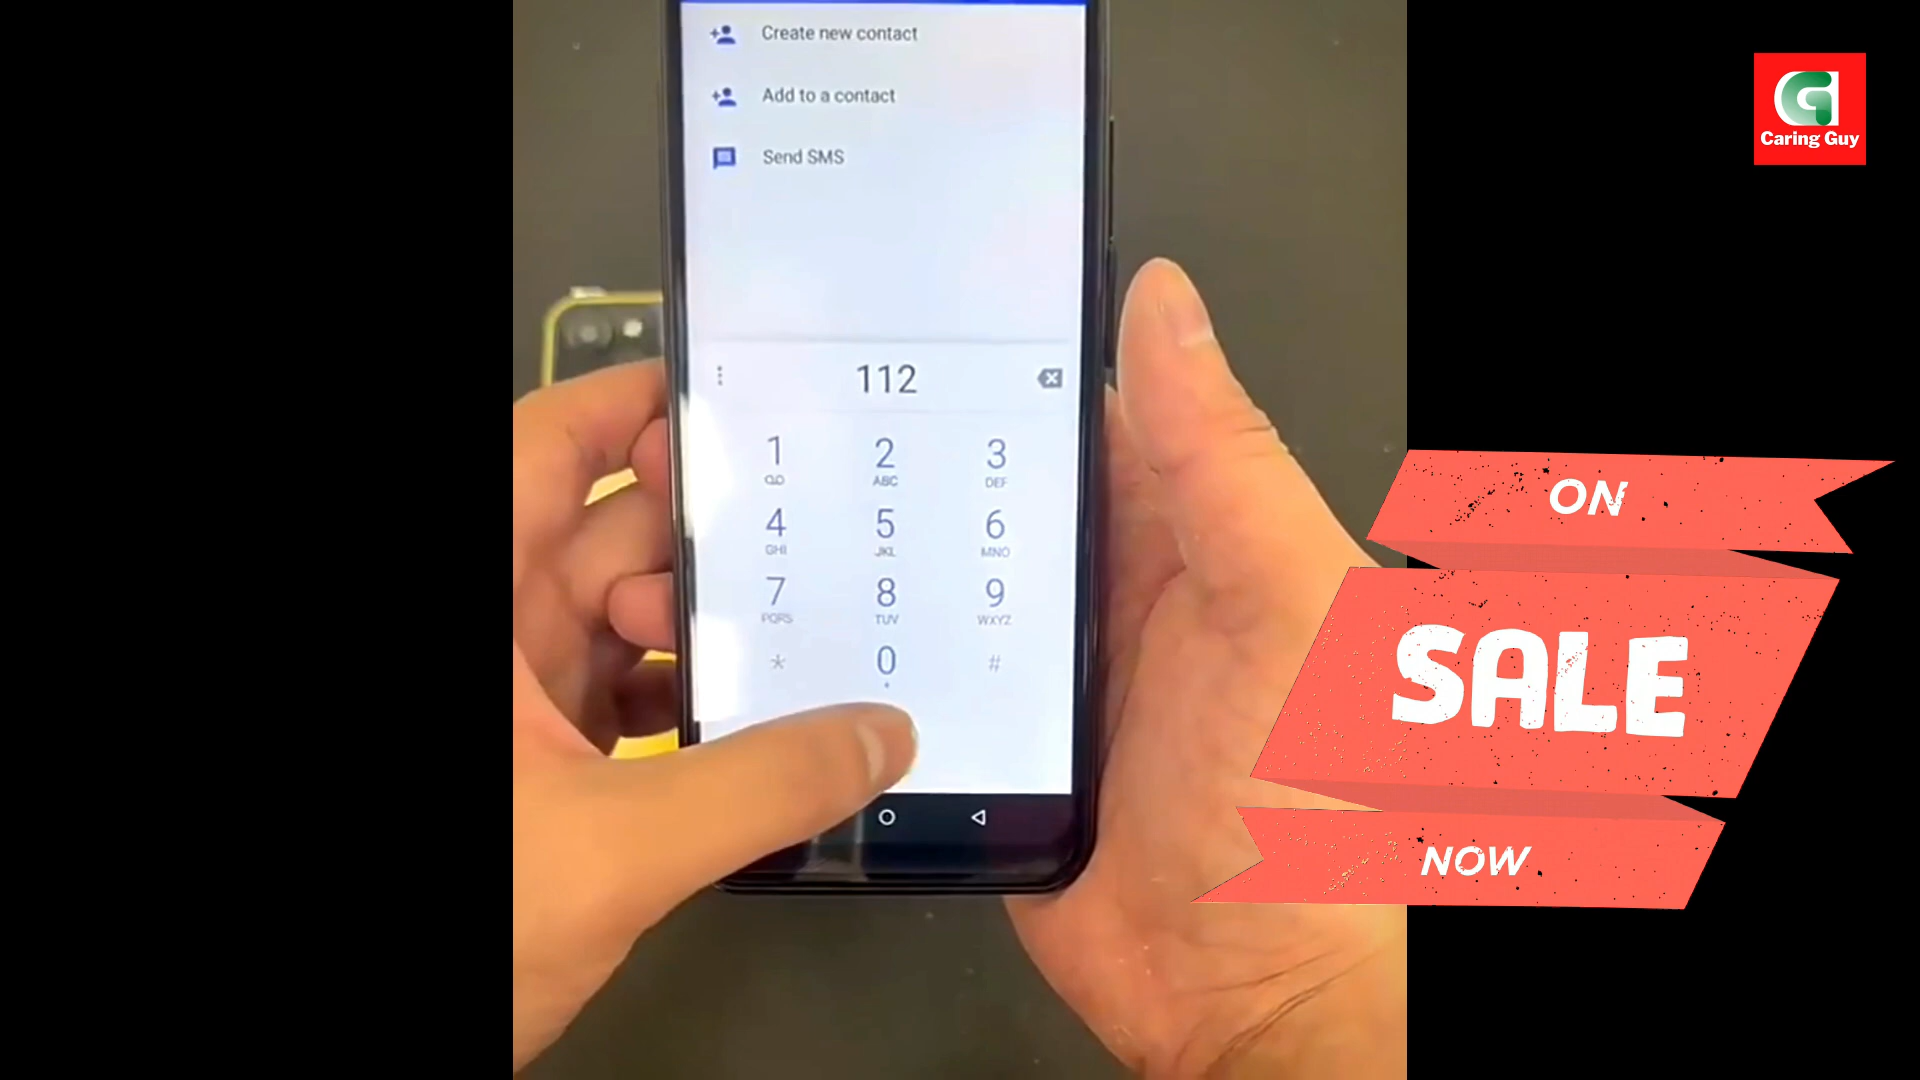 Create new contact
Add to a contact
Send SMS
112
1
2
ABC
3
DEF
4
GHI
5
JKL
6
MNO
7
PQRS
8
TUV
9
WXYZ
*
0
+
#
Caring Guy
ON
SALE
NOW